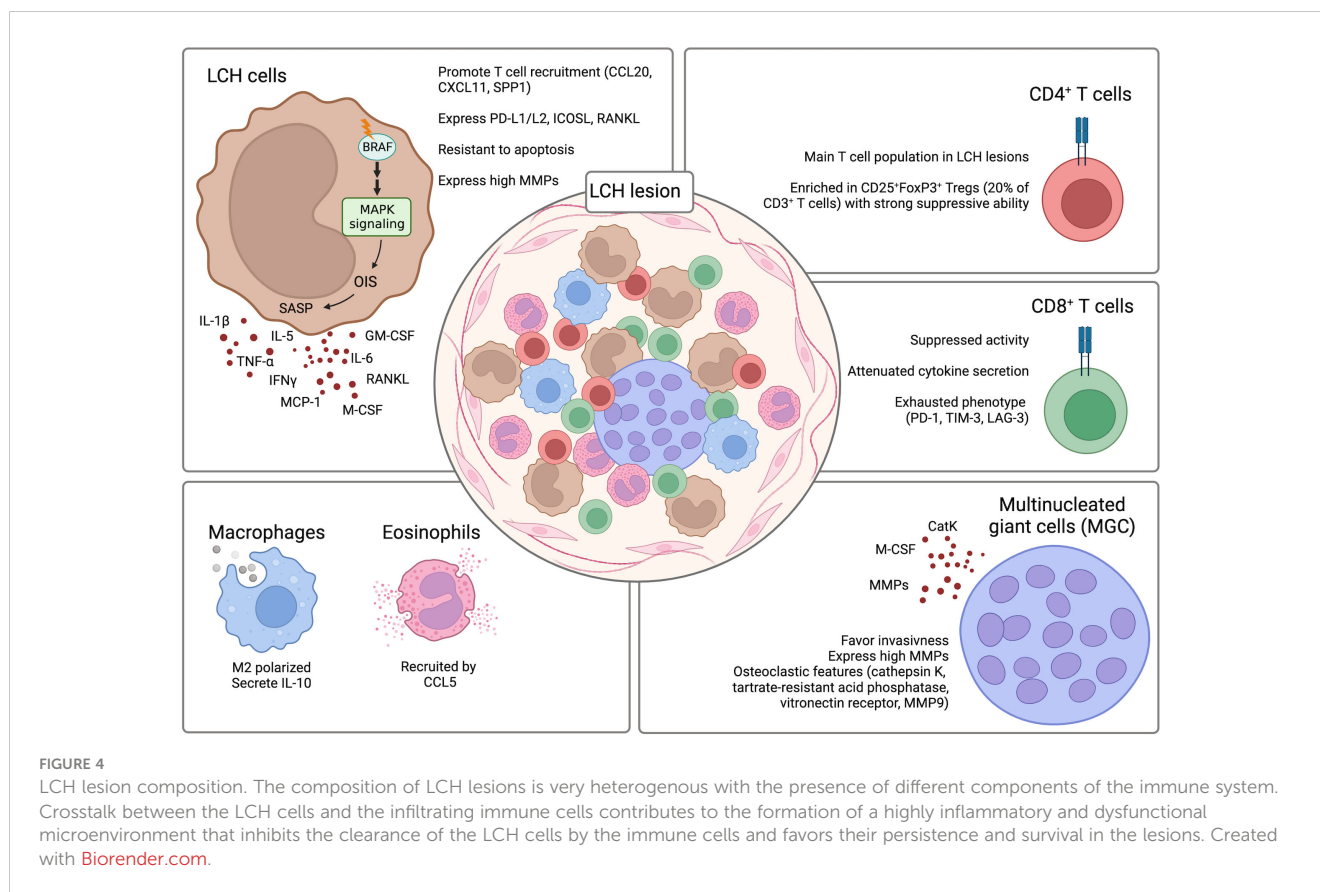 LCH cells
BRAF
MAPK
signaling
OIS
SASP
IL-1β
IL-5
GM-CSF
TNF-α
IL-6
IFNγ
RANKL
MCP-1
M-CSF
Promote T cell recruitment (CCL20,
CXCL11, SPP1)
Express PD-L1/L2, ICOSL, RANKL
Resistant to apoptosis
Express high MMPs
LCH lesion
CD4⁺ T cells
Main T cell population in LCH lesions
Enriched in CD25⁺FoxP3⁺ Tregs (20% of
CD3⁺ T cells) with strong suppressive ability
CD8⁺ T cells
Suppressed activity
Attenuated cytokine secretion
Exhausted phenotype
(PD-1, TIM-3, LAG-3)
Macrophages
M2 polarized
Secrete IL-10
Eosinophils
Recruited by
CCL5
Multinucleated
giant cells (MGC)
CatK
M-CSF
MMPs
Favor invasivness
Express high MMPs
Osteoclastic features (cathepsin K,
tartrate-resistant acid phosphatase,
vitronectin receptor, MMP9)
FIGURE 4
LCH lesion composition. The composition of LCH lesions is very heterogenous with the presence of different components of the immune system.
Crosstalk between the LCH cells and the infiltrating immune cells contributes to the formation of a highly inflammatory and dysfunctional
microenvironment that inhibits the clearance of the LCH cells by the immune cells and favors their persistence and survival in the lesions. Created
with Biorender.com.